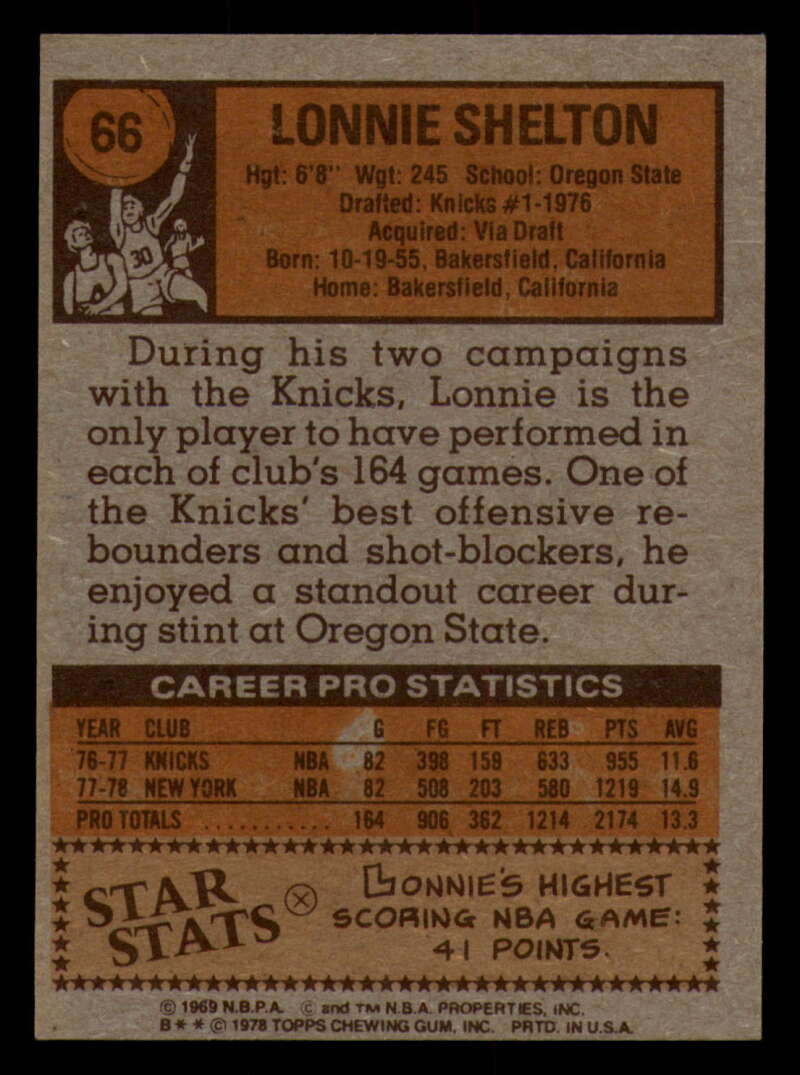 66
LONNIE SHELTON
Hgt: 6'8" Wgt: 245 School: Oregon State
Drafted: Knicks #1-1976
Acquired: Via Draft
Born: 10-19-55, Bakersfield, California
Home: Bakersfield, California
30
During his two campaigns
with the Knicks, Lonnie is the
only player to have performed in
each of club's 164 games. One of
the Knicks' best offensive re-
bounders and shot-blockers, he
enjoyed a standout career dur-
ing stint at Oregon State.
CAREER PRO STATISTICS
YEAR CLUB G FG FT REB PTS AVG
76-77 KNICKS NBA 82 398 159 633 955 11.6
77-78 NEW YORK NBA 82 508 203 580 1219 14.9
PRO TOTALS ........... 164 906 362 1214 2174 13.3
STAR
STATS
LONNIE'S HIGHEST
SCORING NBA GAME:
41 POINTS.
© 1969 N.B.P.A. © and TM N.B.A. PROPERTIES, INC.
B * * © 1978 TOPPS CHEWING GUM, INC. PRTD. IN U.S.A.